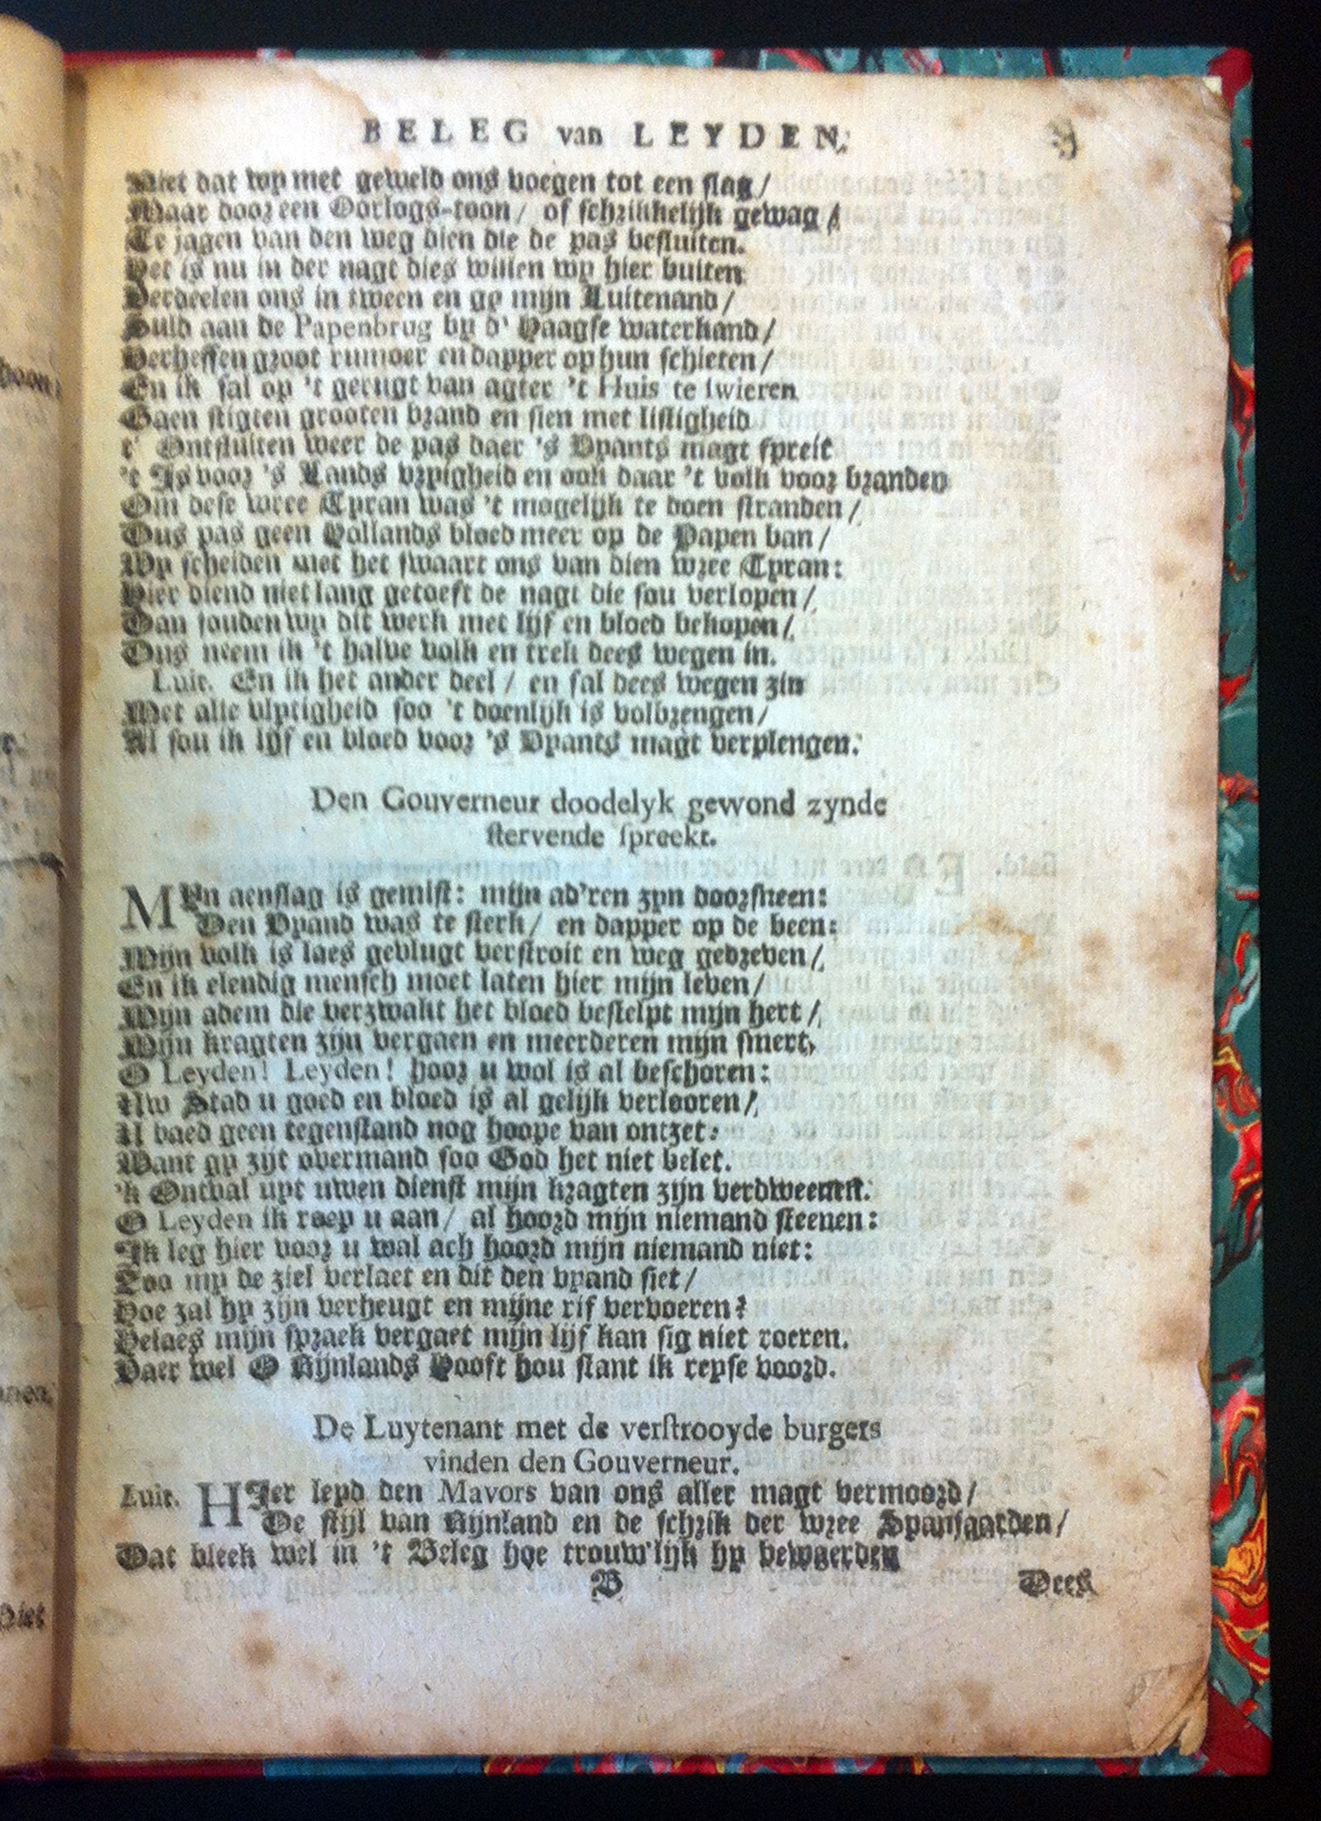 BELEG van LEYDEN. 9
Niet dat wy met geweld ons voegen tot een slag /
Maar door een Oorlogs-toon / of schrikkelijk gewag /
Te jagen van den weg dien die de pas besluiten.
Het is nu in der nagt dies willen wy hier buiten
Verdeelen ons in tween en gy mijn Luitenand /
Suld aan de Papenbrug by d' Haagse waterkand /
Verheffen groot rumoer en dapper op hun schieten /
En ik sal op 't gerugt van agter 't Huis te swieren
Gaen stigten grooten brand en sien met listigheid
t' Ontsluiten weer de pas daer 's Vyants magt spreit
't Is voor 's Lands vryigheid en ook daar 't volk voor branden
Om dese wree Tyran was 't mogelijk te doen stranden /
Dus pas geen Hollands bloed meer op de Papen ban /
Wy scheiden met het swaart ons van dien wree Tyran:
Hier diend niet lang getoeft de nagt die sou verlopen /
Dan souden wy dit werk met lijf en bloed bekopen /
Dus neem ik 't halve volk en trek dees wegen in.
Luit. En ik het ander deel / en sal dees wegen zin
Met alle vlytigheid soo 't doenlijk is volbrengen /
Al sou ik lijf en bloed voor 's Vyants magt verplengen.
Den Gouverneur doodelyk gewond zynde
stervende spreekt.
MYn aenslag is gemist: mijn ad'ren zyn doorsneen:
Den Vyand was te sterk / en dapper op de been:
Mijn volk is laes gevlugt verstroit en weg gedreven /
En ik elendig mensch moet laten hier mijn leven /
Mijn adem die verzwakt het bloed bestelpt mijn hert /
Mijn kragten zijn vergaen en meerderen mijn smert,
O Leyden! Leyden! hoor u wol is al beschoren:
Uw Stad u goed en bloed is al gelijk verlooren /
U baed geen tegenstand nog hoope van ontzet:
Want gy zijt overmand soo God het niet belet.
'k Ontval uyt uwen dienst mijn kragten zijn verdweenen.
O Leyden ik roep u aan / al hoord mijn niemand steenen:
Ik leg hier voor u wal ach hoord mijn niemand niet:
Zoo my de ziel verlaet en dit den vyand siet /
Hoe zal hy zijn verheugt en mijne rif vervoeren?
Helaes mijn spraek vergaet mijn lijf kan sig niet roeren.
Vaer wel O Rijnlands Hooft hou stant ik reyse voord.
De Luytenant met de verstrooyde burgers
vinden den Gouverneur.
Luit. HIer leyd den Mavors van ons aller magt vermoord /
De stijl van Rijnland en de schrik der wree Spanjaarden /
Dat bleek wel in 't Beleg hoe trouw'lijk hy bewaerden
B Dees